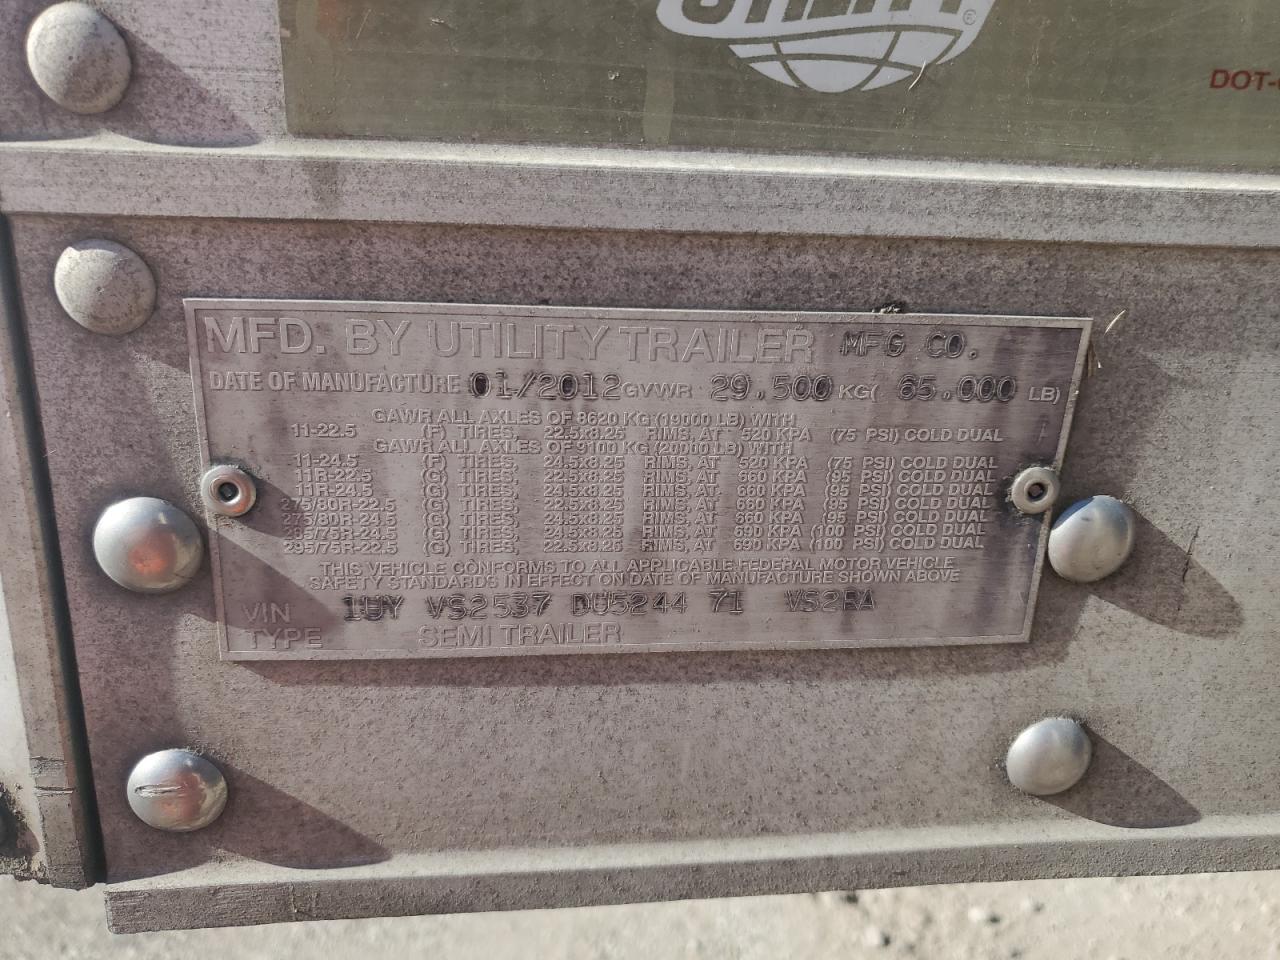 UTILITY®
DOT-
MFD. BY UTILITY TRAILER MFG CO.
DATE OF MANUFACTURE 01/2012 GVWR 29,500 KG( 65,000 LB)
GAWR ALL AXLES OF 8620 KG (19000 LB) WITH
11-22.5 (F) TIRES, 22.5x8.25 RIMS, AT 520 KPA (75 PSI) COLD DUAL
GAWR ALL AXLES OF 9100 KG (20000 LB) WITH
11-24.5 (F) TIRES, 24.5x8.25 RIMS, AT 520 KPA (75 PSI) COLD DUAL
11R-22.5 (G) TIRES, 22.5x8.25 RIMS, AT 660 KPA (95 PSI) COLD DUAL
11R-24.5 (G) TIRES, 24.5x8.25 RIMS, AT 660 KPA (95 PSI) COLD DUAL
275/80R-22.5 (G) TIRES, 22.5x8.25 RIMS, AT 660 KPA (95 PSI) COLD DUAL
275/80R-24.5 (G) TIRES, 24.5x8.25 RIMS, AT 660 KPA (95 PSI) COLD DUAL
285/75R-24.5 (G) TIRES, 24.5x8.25 RIMS, AT 690 KPA (100 PSI) COLD DUAL
295/75R-22.5 (G) TIRES, 22.5x8.25 RIMS, AT 690 KPA (100 PSI) COLD DUAL
THIS VEHICLE CONFORMS TO ALL APPLICABLE FEDERAL MOTOR VEHICLE
SAFETY STANDARDS IN EFFECT ON DATE OF MANUFACTURE SHOWN ABOVE
VIN 1UY VS2537 DU5244 71 VS2RA
TYPE SEMI TRAILER